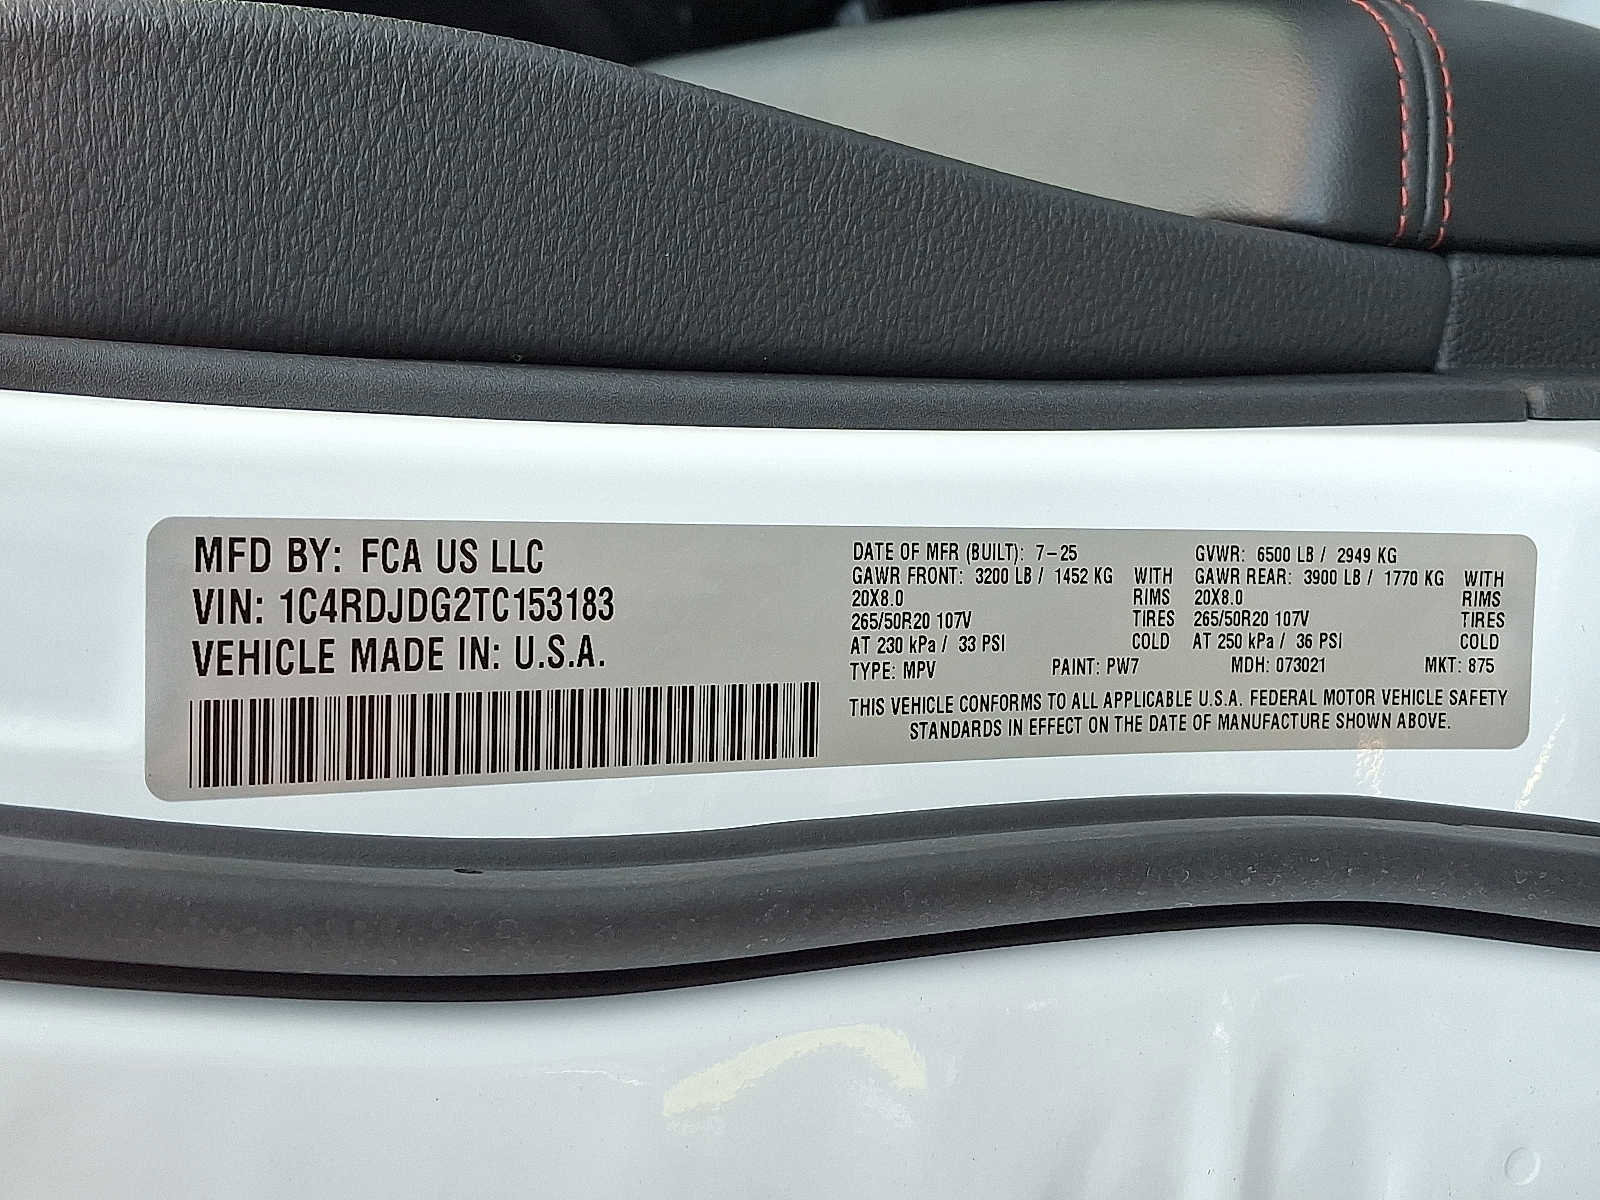 MFD BY: FCA US LLC
VIN: 1C4RDJDG2TC153183
VEHICLE MADE IN: U.S.A.
DATE OF MFR (BUILT): 7-25 GVWR: 6500 LB / 2949 KG
GAWR FRONT: 3200 LB / 1452 KG WITH GAWR REAR: 3900 LB / 1770 KG WITH
20X8.0 RIMS 20X8.0 RIMS
265/50R20 107V TIRES 265/50R20 107V TIRES
AT 230 kPa / 33 PSI COLD AT 250 kPa / 36 PSI COLD
TYPE: MPV PAINT: PW7 MDH: 073021 MKT: 875
THIS VEHICLE CONFORMS TO ALL APPLICABLE U.S.A. FEDERAL MOTOR VEHICLE SAFETY
STANDARDS IN EFFECT ON THE DATE OF MANUFACTURE SHOWN ABOVE.